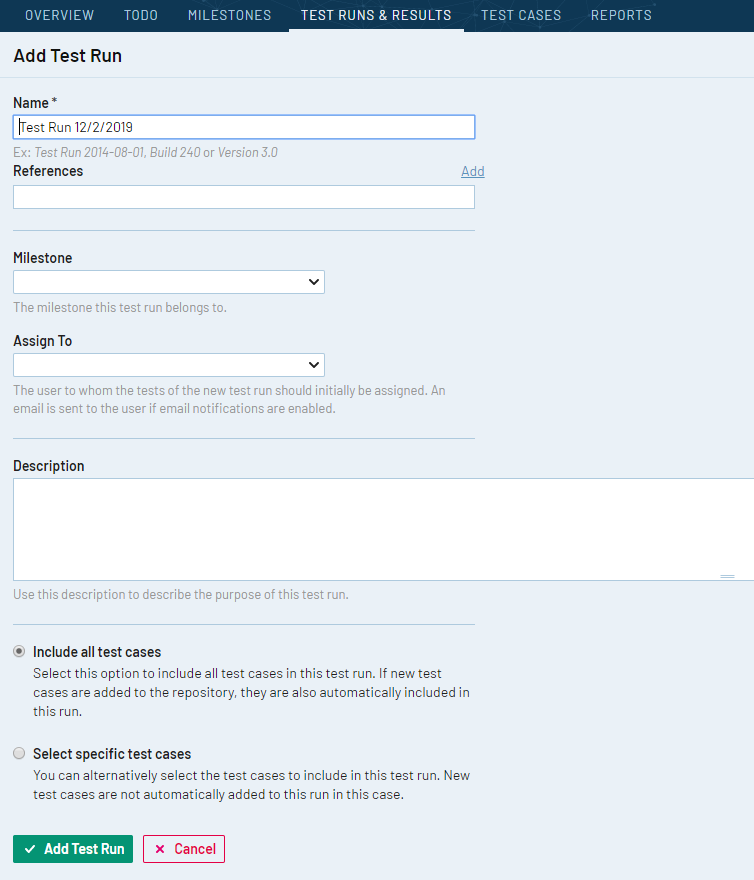 OVERVIEW TODO MILESTONES TEST RUNS & RESULTS TEST CASES REPORTS
Add Test Run
Name *
Test Run 12/2/2019
Ex: Test Run 2014-08-01, Build 240 or Version 3.0
References Add
Milestone
The milestone this test run belongs to.
Assign To
The user to whom the tests of the new test run should initially be assigned. An
email is sent to the user if email notifications are enabled.
Description
Use this description to describe the purpose of this test run.
Include all test cases
Select this option to include all test cases in this test run. If new test
cases are added to the repository, they are also automatically included in
this run.
Select specific test cases
You can alternatively select the test cases to include in this test run. New
test cases are not automatically added to this run in this case.
Add Test Run Cancel